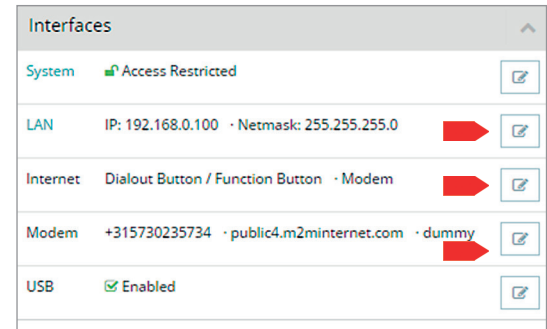 Interfaces
System Access Restricted
LAN IP: 192.168.0.100 · Netmask: 255.255.255.0
Internet Dialout Button / Function Button · Modem
Modem +315730235734 · public4.m2minternet.com · dummy
USB Enabled